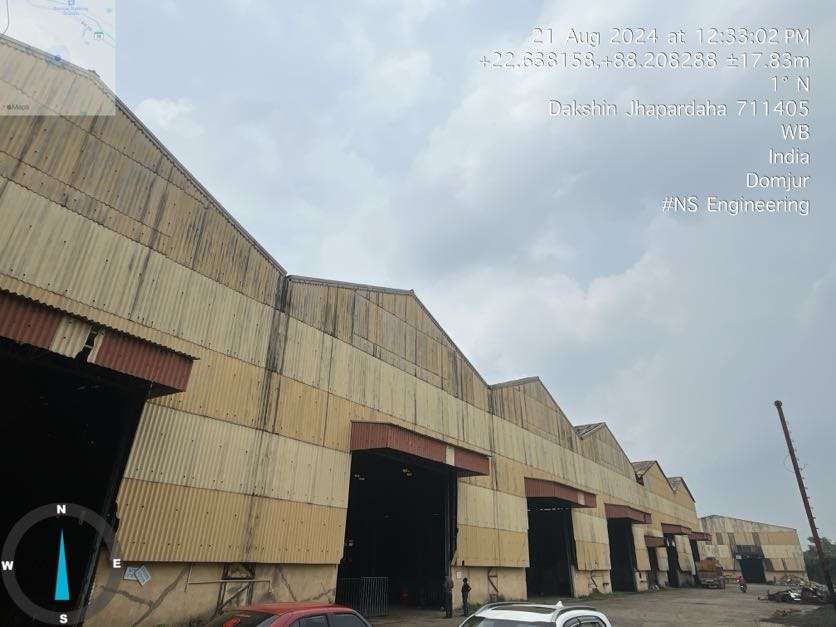 21 Aug 2024 at 12:33:02 PM
+22.638158,+88.208288 ±17.83m
1° N
Dakshin Jhapardaha 711405
WB
India
Domjur
#NS Engineering
Maps
N
W
E
S